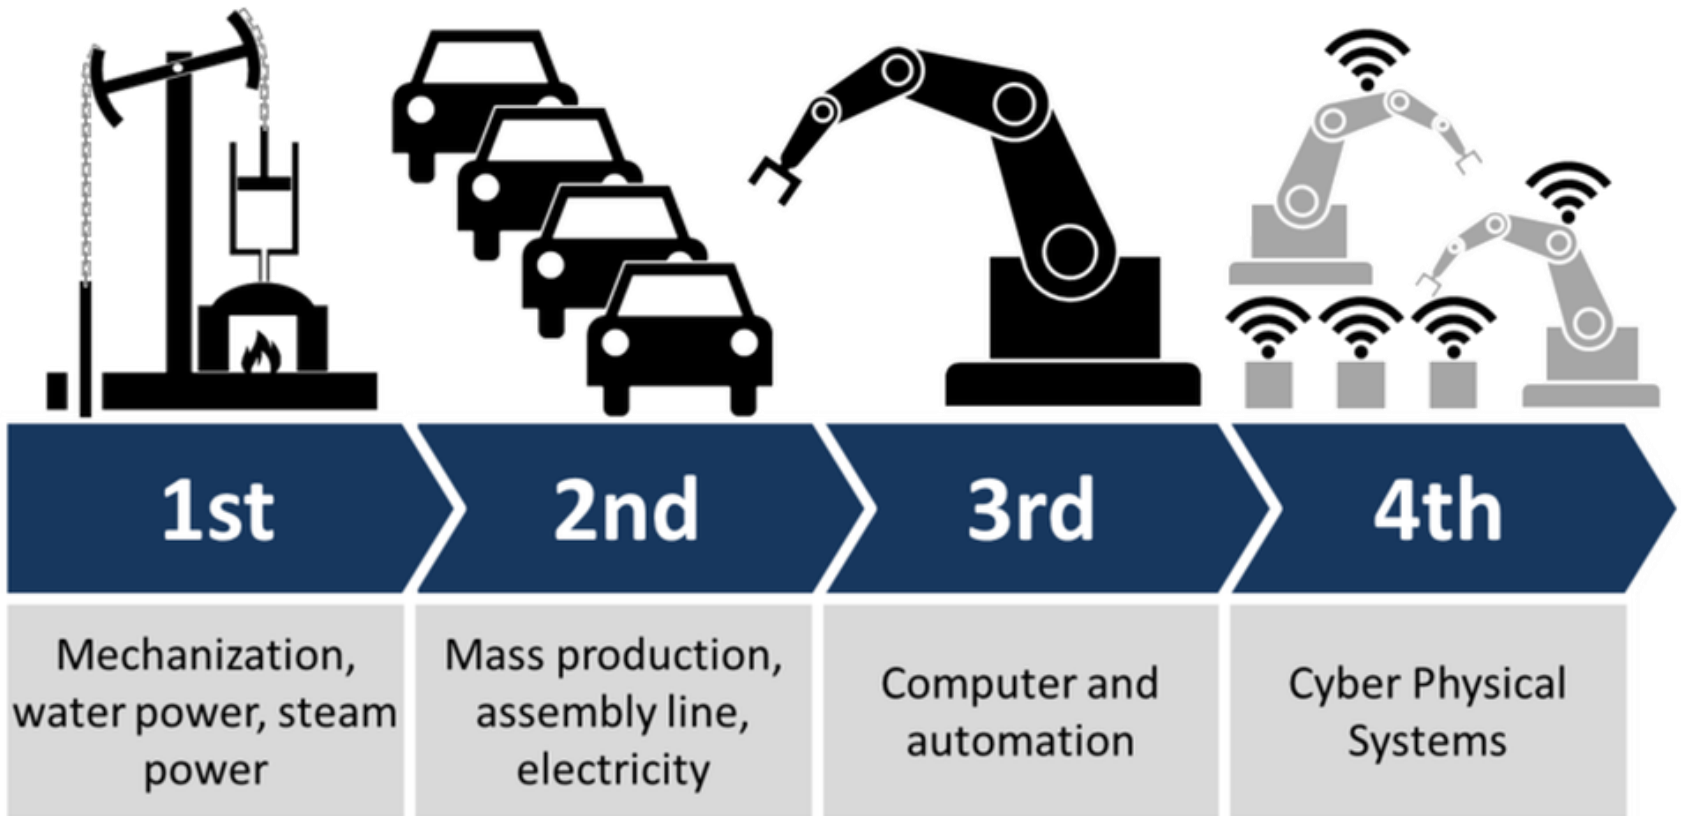 1st
2nd
3rd
4th
Mechanization,
water power, steam
power
Mass production,
assembly line,
electricity
Computer and
automation
Cyber Physical
Systems